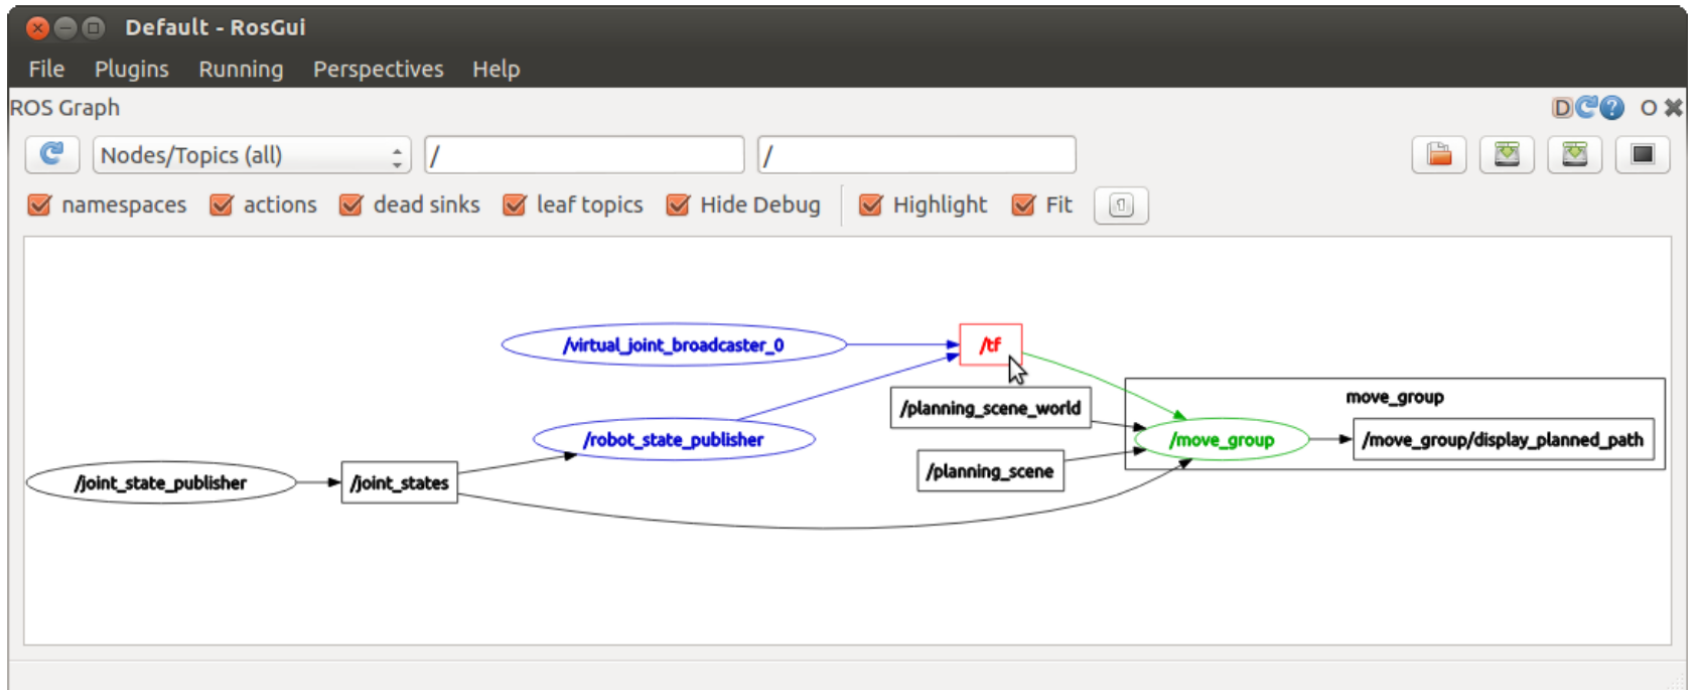 Default - RosGui
File Plugins Running Perspectives Help
ROS Graph
D C ? O
Nodes/Topics (all) / /
namespaces actions dead sinks leaf topics Hide Debug Highlight Fit
/virtual_joint_broadcaster_0 /tf
/planning_scene_world move_group
/robot_state_publisher /move_group /move_group/display_planned_path
/planning_scene
/joint_state_publisher /joint_states